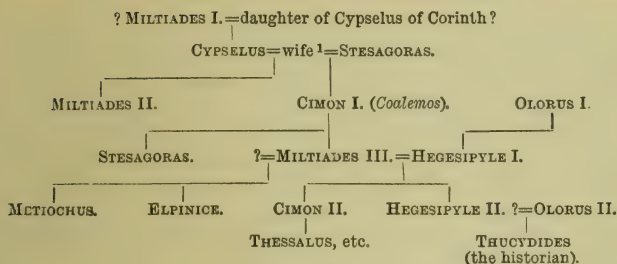 ? MILTIADES I.=daughter of Cypselus of Corinth?
CYPSELUS=wife ¹=STESAGORAS.
MILTIADES II. CIMON I. (Coalemos). OLORUS I.
STESAGORAS. ?=MILTIADES III.=HEGESIPYLE I.
METIOCHUS. ELPINICE. CIMON II. HEGESIPYLE II. ?=OLORUS II.
THESSALUS, etc. THUCYDIDES
(the historian).